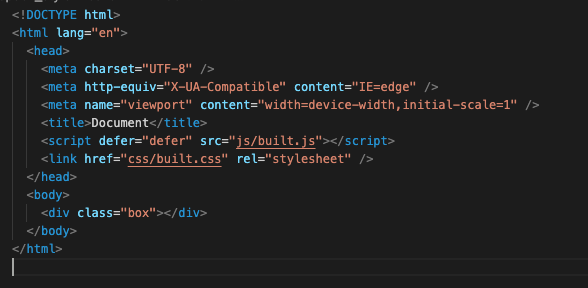 <!DOCTYPE html>
<html lang="en">
<head>
<meta charset="UTF-8" />
<meta http-equiv="X-UA-Compatible" content="IE=edge" />
<meta name="viewport" content="width=device-width,initial-scale=1" />
<title>Document</title>
<script defer="defer" src="js/built.js"></script>
<link href="css/built.css" rel="stylesheet" />
</head>
<body>
<div class="box"></div>
</body>
</html>